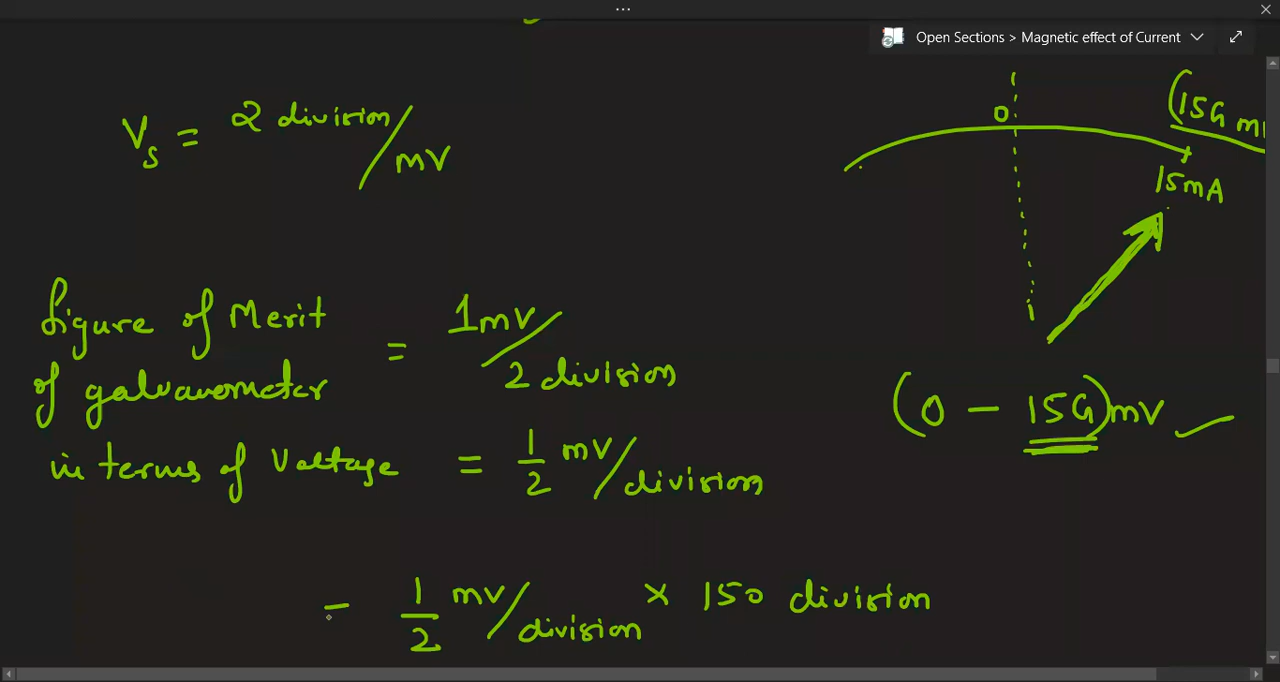 Open Sections > Magnetic effect of Current
V_s = 2 division/mV
0
(15G m
15mA
figure of Merit of galvanometer in terms of Voltage
= 1mV/2 division
= 1/2 mV/division
(0 - 15G)mV ✓
= 1/2 mV/division × 150 division